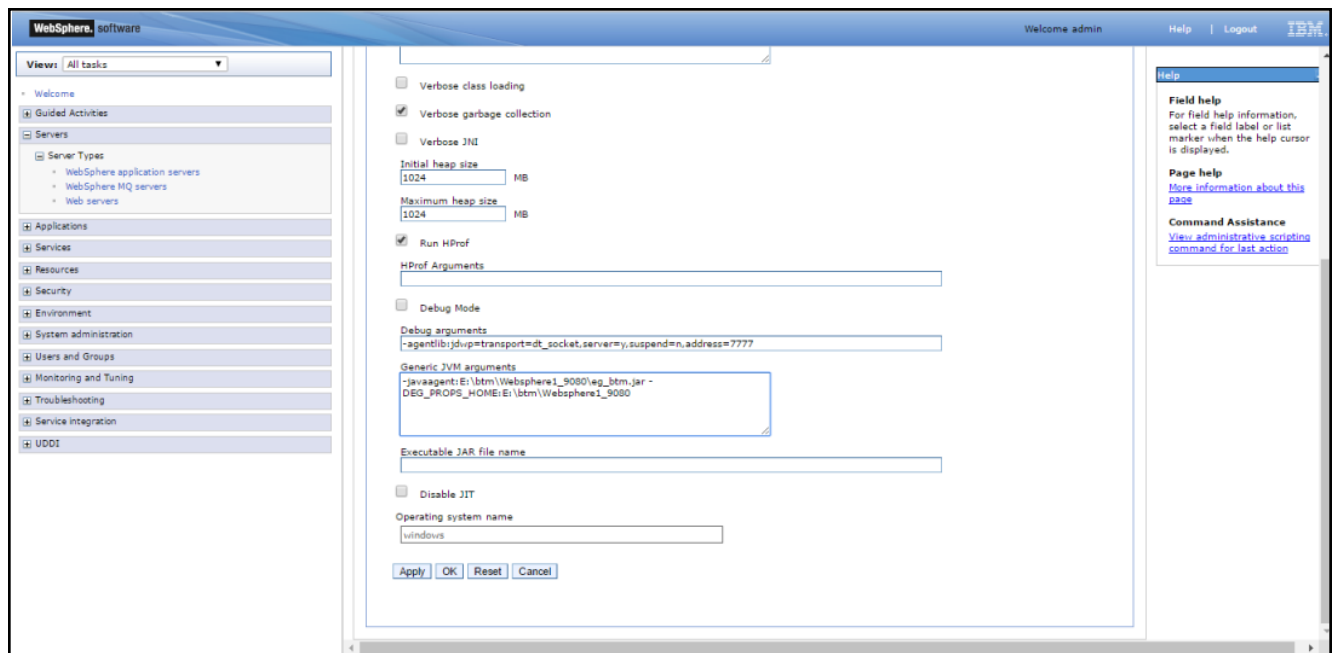 WebSphere. software
Welcome admin
Help | Logout
IBM.
View: All tasks
Welcome
Guided Activities
Servers
Server Types
WebSphere application servers
WebSphere MQ servers
Web servers
Applications
Services
Resources
Security
Environment
System administration
Users and Groups
Monitoring and Tuning
Troubleshooting
Service integration
UDDI
Verbose class loading
Verbose garbage collection
Verbose JNI
Initial heap size
1024 MB
Maximum heap size
1024 MB
Run HProf
HProf Arguments
Debug Mode
Debug arguments
-agentlib:jdwp=transport=dt_socket,server=y,suspend=n,address=7777
Generic JVM arguments
-javaagent:E:\btm\Websphere1_9080\eg_btm.jar -
DEG_PROPS_HOME:E:\btm\Websphere1_9080
Executable JAR file name
Disable JIT
Operating system name
windows
Apply OK Reset Cancel
Help
Field help
For field help information,
select a field label or list
marker when the help cursor
is displayed.
Page help
More information about this
page
Command Assistance
View administrative scripting
command for last action